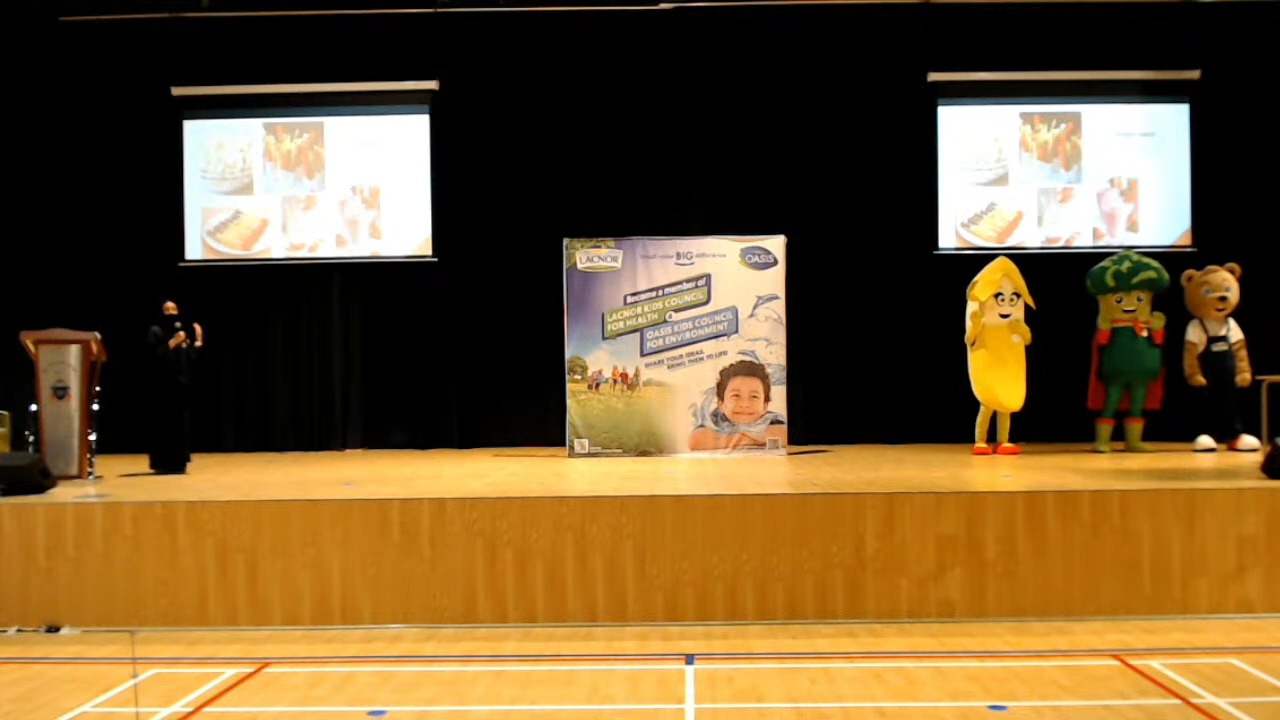 LACNOR
small voice BIG difference
OASIS
Become a member of
LACNOR KIDS COUNCIL
FOR HEALTH &
OASIS KIDS COUNCIL
FOR ENVIRONMENT
SHARE YOUR IDEAS,
BRING THEM TO LIFE!